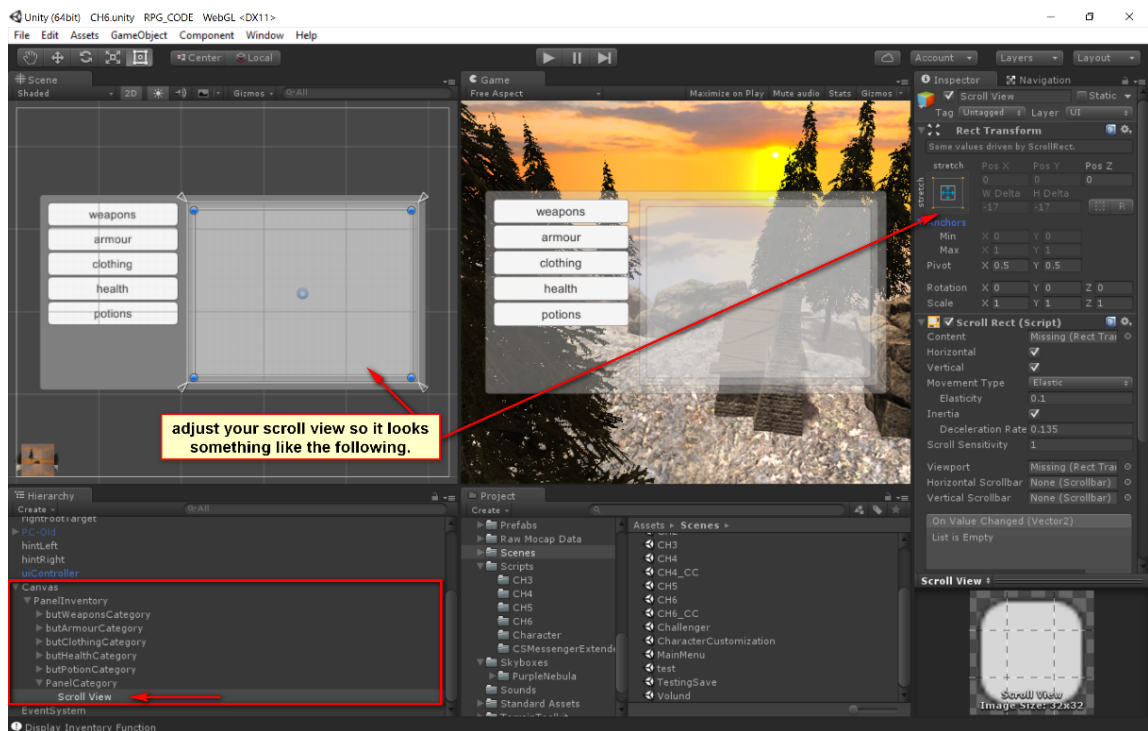 Unity (64bit) CH6.unity RPG_CODE WebGL <DX11>
File Edit Assets GameObject Component Window Help
Center Local
Account Layers Layout
Scene
Shaded 2D Gizmos All
Game
Free Aspect Maximize on Play Mute audio Stats Gizmos
weapons
armour
clothing
health
potions
weapons
armour
clothing
health
potions
adjust your scroll view so it looks
something like the following.
Inspector Navigation
Scroll View Static
Tag Untagged Layer UI
Rect Transform
Some values driven by ScrollRect.
stretch Pos X Pos Y Pos Z
stretch
0 0 0
W Delta H Delta
-17 -17 R
Anchors
Min X 0 Y 0
Max X 1 Y 1
Pivot X 0.5 Y 0.5
Rotation X 0 Y 0 Z 0
Scale X 1 Y 1 Z 1
Scroll Rect (Script)
Content Missing (Rect Trai
Horizontal
Vertical
Movement Type Elastic
Elasticity 0.1
Inertia
Deceleration Rate 0.135
Scroll Sensitivity 1
Viewport Missing (Rect Trai
Horizontal Scrollbar None (Scrollbar)
Vertical Scrollbar None (Scrollbar)
On Value Changed (Vector2)
List is Empty
Scroll View
Scroll View
Image Size: 32x32
Hierarchy
Create All
rightFootTarget
PC-Old
hintLeft
hintRight
uiController
Canvas
PanelInventory
butWeaponsCategory
butArmourCategory
butClothingCategory
butHealthCategory
butPotionCategory
PanelCategory
Scroll View
EventSystem
Project
Create
Prefabs
Raw Mocap Data
Scenes
Scripts
CH3
CH4
CH5
CH6
Character
CSMessengerExtende
Skyboxes
PurpleNebula
Sounds
Standard Assets
TerrainToolkit
Assets Scenes
CH2
CH3
CH4
CH4_CC
CH5
CH6
CH6_CC
Challenger
CharacterCustomization
MainMenu
test
TestingSave
Volund
Display Inventory Function